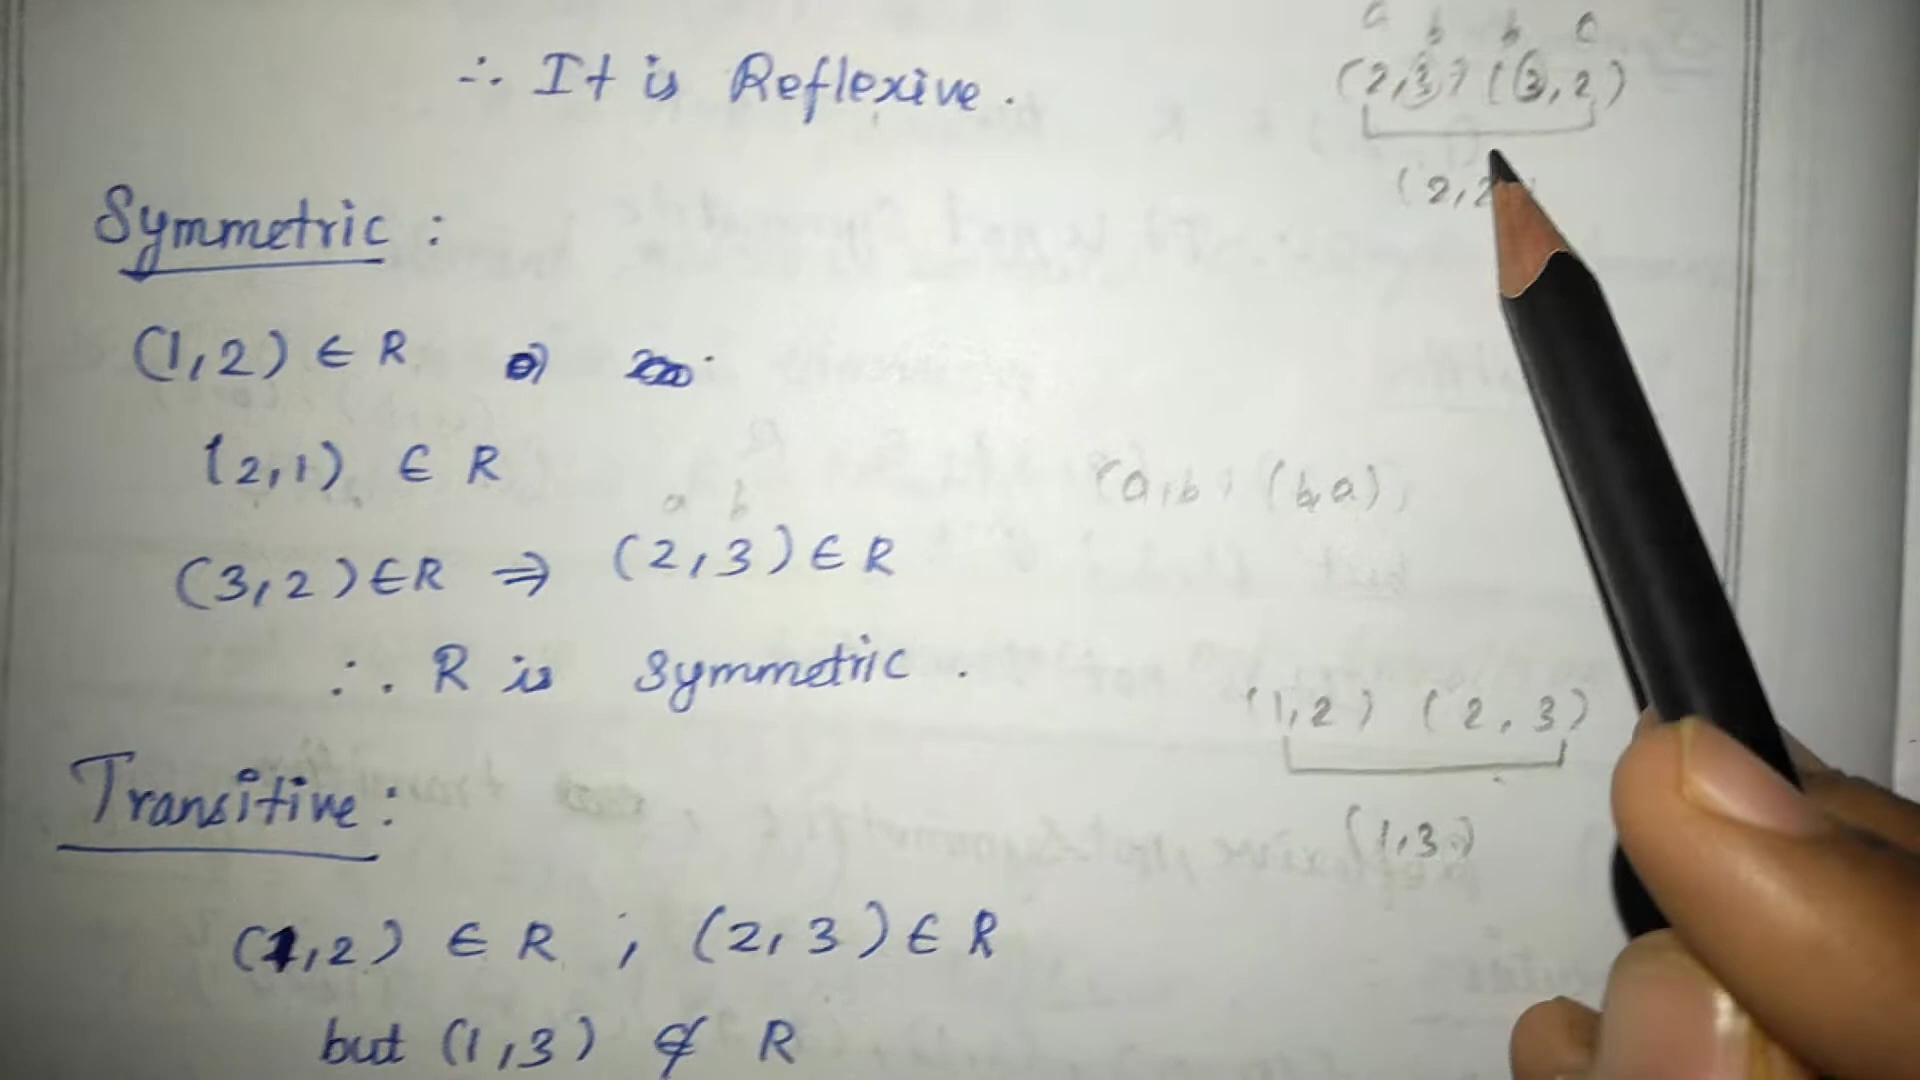 ∴ It is Reflexive.
a b b c
(2,3) (3,2)
(2,2
Symmetric :
(1,2) ∈ R
(2,1) ∈ R
a b
(3,2) ∈ R ⇒ (2,3) ∈ R
(a,b) (b,a),
∴ R is Symmetric.
(1,2) (2,3)
(1,3)
Transitive :
(1,2) ∈ R ; (2,3) ∈ R
but (1,3) ∉ R